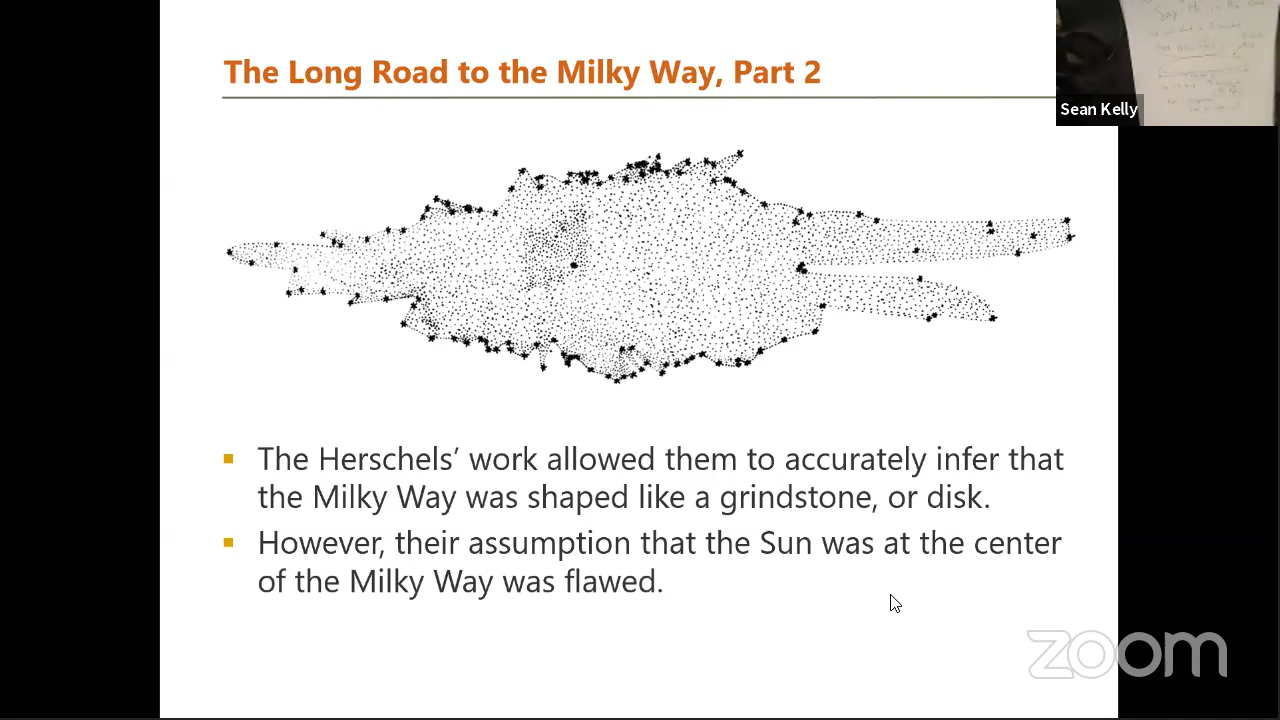 The Long Road to the Milky Way, Part 2
Sean Kelly
▪ The Herschels’ work allowed them to accurately infer that
the Milky Way was shaped like a grindstone, or disk.
▪ However, their assumption that the Sun was at the center
of the Milky Way was flawed.
zoom